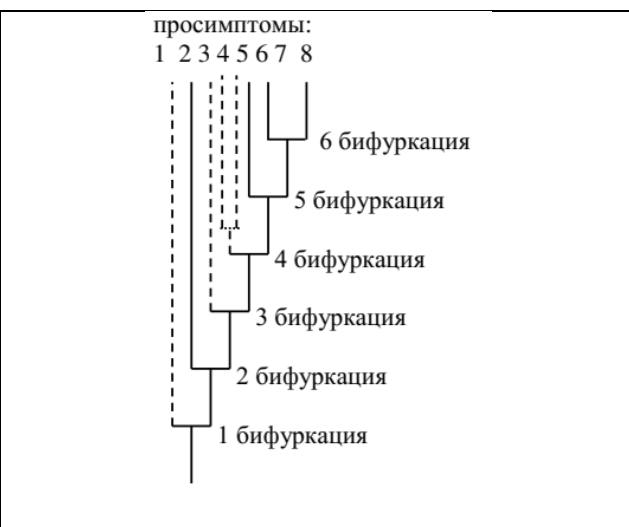 просимптомы:
1 2 3 4 5 6 7 8
6 бифуркация
5 бифуркация
4 бифуркация
3 бифуркация
2 бифуркация
1 бифуркация